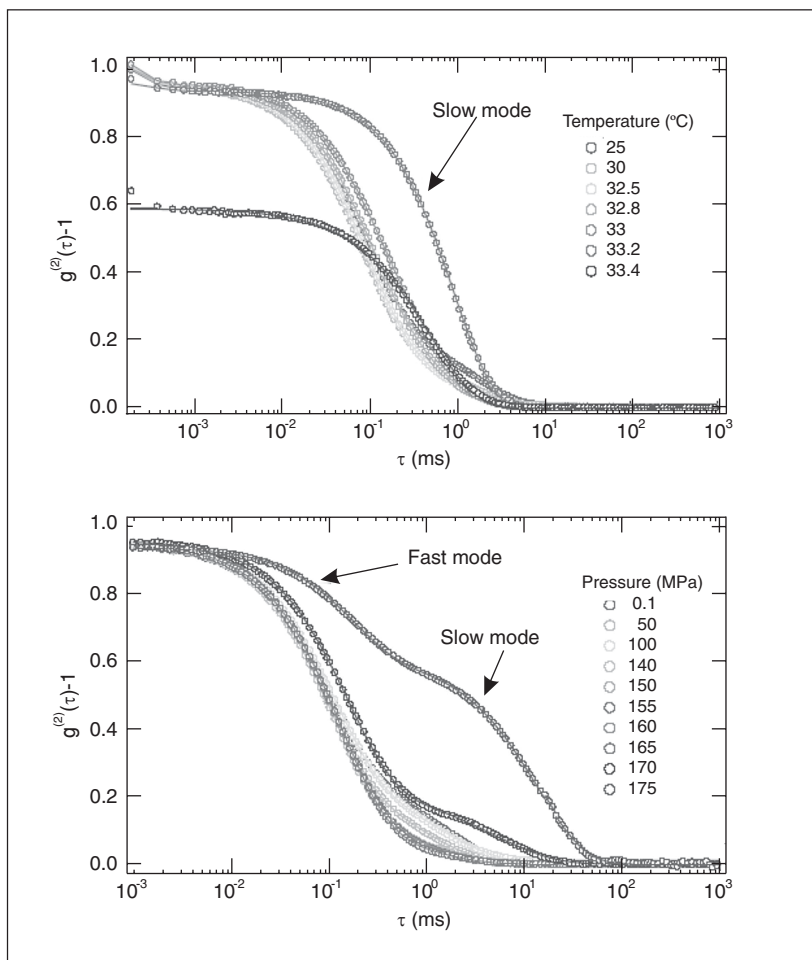 1.0
0.8
0.6
0.4
0.2
0.0
g(2)(τ)-1
Slow mode
Temperature (ºC)
25
30
32.5
32.8
33
33.2
33.4
10-3 10-2 10-1 100 101 102 103
τ (ms)
1.0
0.8
0.6
0.4
0.2
0.0
g(2)(τ)-1
Fast mode
Slow mode
Pressure (MPa)
0.1
50
100
140
150
155
160
165
170
175
10-3 10-2 10-1 100 101 102 103
τ (ms)